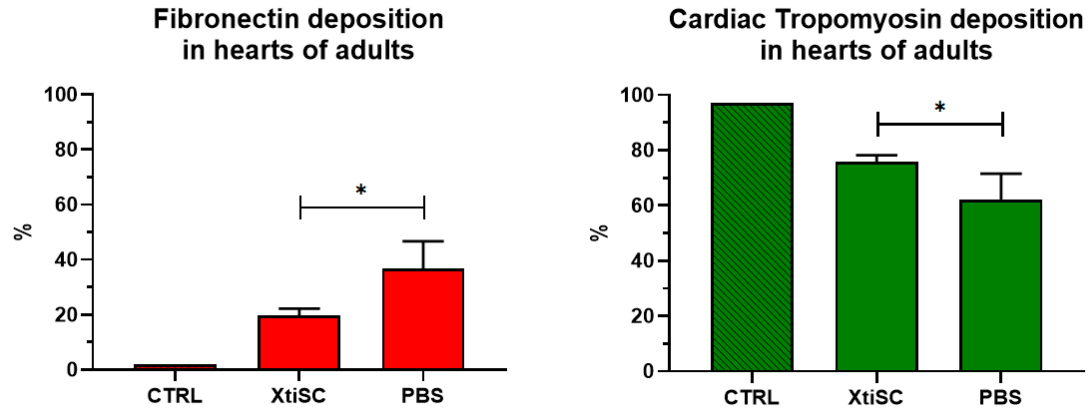 Fibronectin deposition
in hearts of adults
100
80
60
40
20
0
%
*
CTRL
XtiSC
PBS
Cardiac Tropomyosin deposition
in hearts of adults
100
80
60
40
20
0
%
*
CTRL
XtiSC
PBS